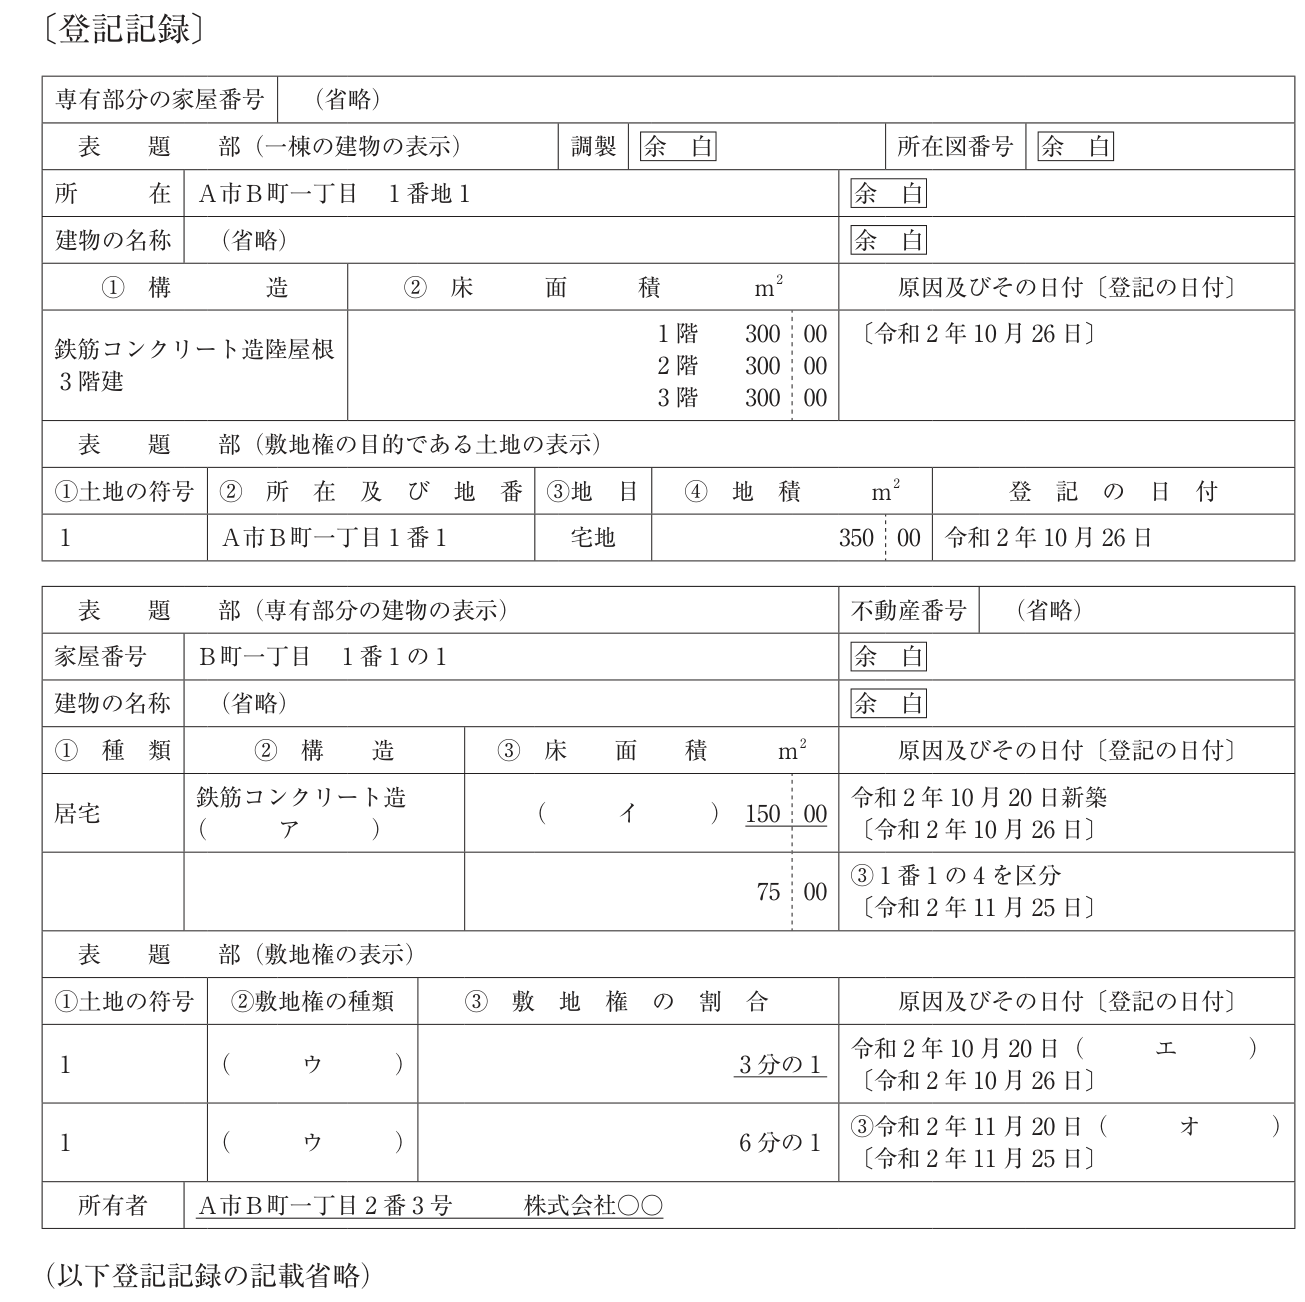 〔登記記録〕
専有部分の家屋番号 （省略）
表　題　部（一棟の建物の表示） 調製 余　白 所在図番号 余　白
所　在 Ａ市Ｂ町一丁目　１番地１ 余　白
建物の名称 （省略） 余　白
① 構　造 ② 床　面　積　㎡ 原因及びその日付〔登記の日付〕
鉄筋コンクリート造陸屋根
３階建
１階 300 00 〔令和２年10月26日〕
２階 300 00
３階 300 00
表　題　部（敷地権の目的である土地の表示）
①土地の符号 ② 所 在 及 び 地 番 ③地　目 ④ 地　積　㎡ 登 記 の 日 付
１ Ａ市Ｂ町一丁目１番１ 宅地 350 00 令和２年10月26日
表　題　部（専有部分の建物の表示） 不動産番号 （省略）
家屋番号 Ｂ町一丁目　１番１の１ 余　白
建物の名称 （省略） 余　白
① 種　類 ② 構　造 ③ 床　面　積　㎡ 原因及びその日付〔登記の日付〕
居宅 鉄筋コンクリート造
（　ア　）
（　イ　） 150 00 令和２年10月20日新築
〔令和２年10月26日〕
75 00 ③１番１の４を区分
〔令和２年11月25日〕
表　題　部（敷地権の表示）
①土地の符号 ②敷地権の種類 ③ 敷 地 権 の 割 合 原因及びその日付〔登記の日付〕
１ （　ウ　） ３分の１ 令和２年10月20日（　エ　）
〔令和２年10月26日〕
１ （　ウ　） ６分の１ ③令和２年11月20日（　オ　）
〔令和２年11月25日〕
所有者 Ａ市Ｂ町一丁目２番３号　株式会社○○
（以下登記記録の記載省略）